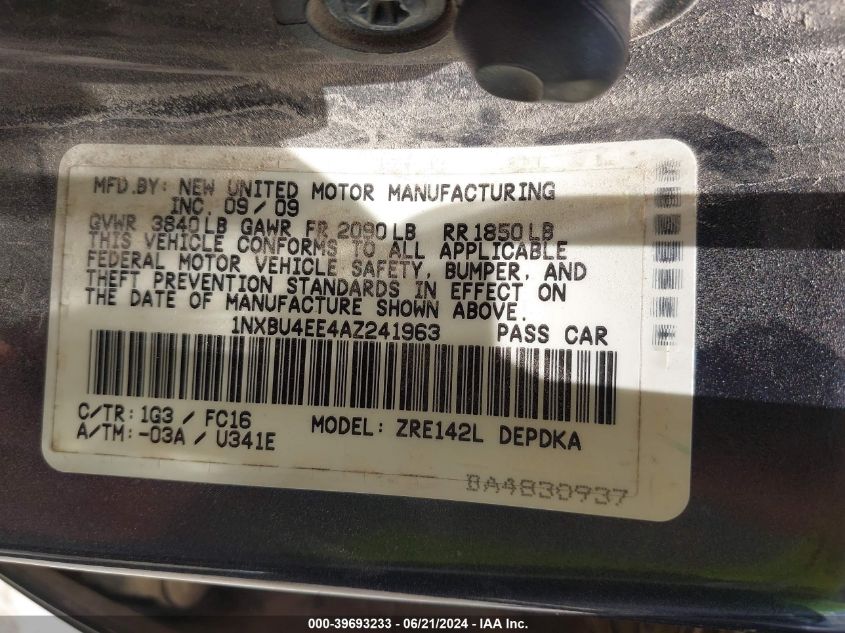 MFD.BY: NEW UNITED MOTOR MANUFACTURING
INC. 09/09
GVWR 3840LB GAWR FR 2090LB RR1850LB
THIS VEHICLE CONFORMS TO ALL APPLICABLE
FEDERAL MOTOR VEHICLE SAFETY, BUMPER, AND
THEFT PREVENTION STANDARDS IN EFFECT ON
THE DATE OF MANUFACTURE SHOWN ABOVE.
1NXBU4EE4AZ241963 PASS CAR
C/TR: 1G3 / FC16
A/TM: -03A / U341E
MODEL: ZRE142L DEPDKA
BA4830937
000-39693233 - 06/21/2024 - IAA Inc.